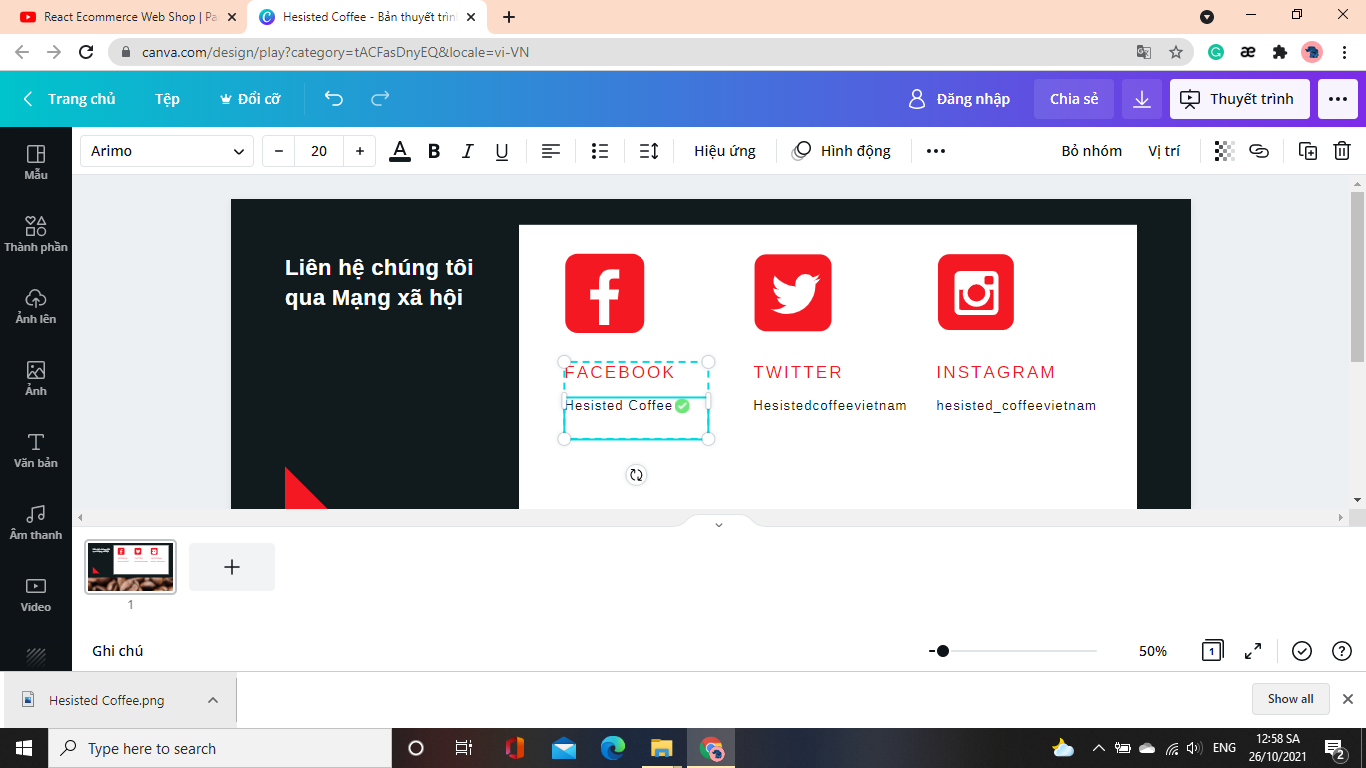 React Ecommerce Web Shop | Pa
Hesisted Coffee - Bản thuyết trìn
canva.com/design/play?category=tACFasDnyEQ&locale=vi-VN
Trang chủ
Tệp
Đổi cỡ
Đăng nhập
Chia sẻ
Thuyết trình
Mẫu
Thành phần
Ảnh lên
Ảnh
Văn bản
Âm thanh
Video
Arimo
20
A
B
I
U
Hiệu ứng
Hình động
Bỏ nhóm
Vị trí
Liên hệ chúng tôi
qua Mạng xã hội
FACEBOOK
Hesisted Coffee
TWITTER
Hesistedcoffeevietnam
INSTAGRAM
hesisted_coffeevietnam
1
Ghi chú
50%
1
Hesisted Coffee.png
Show all
Type here to search
ENG
12:58 SA
26/10/2021
2